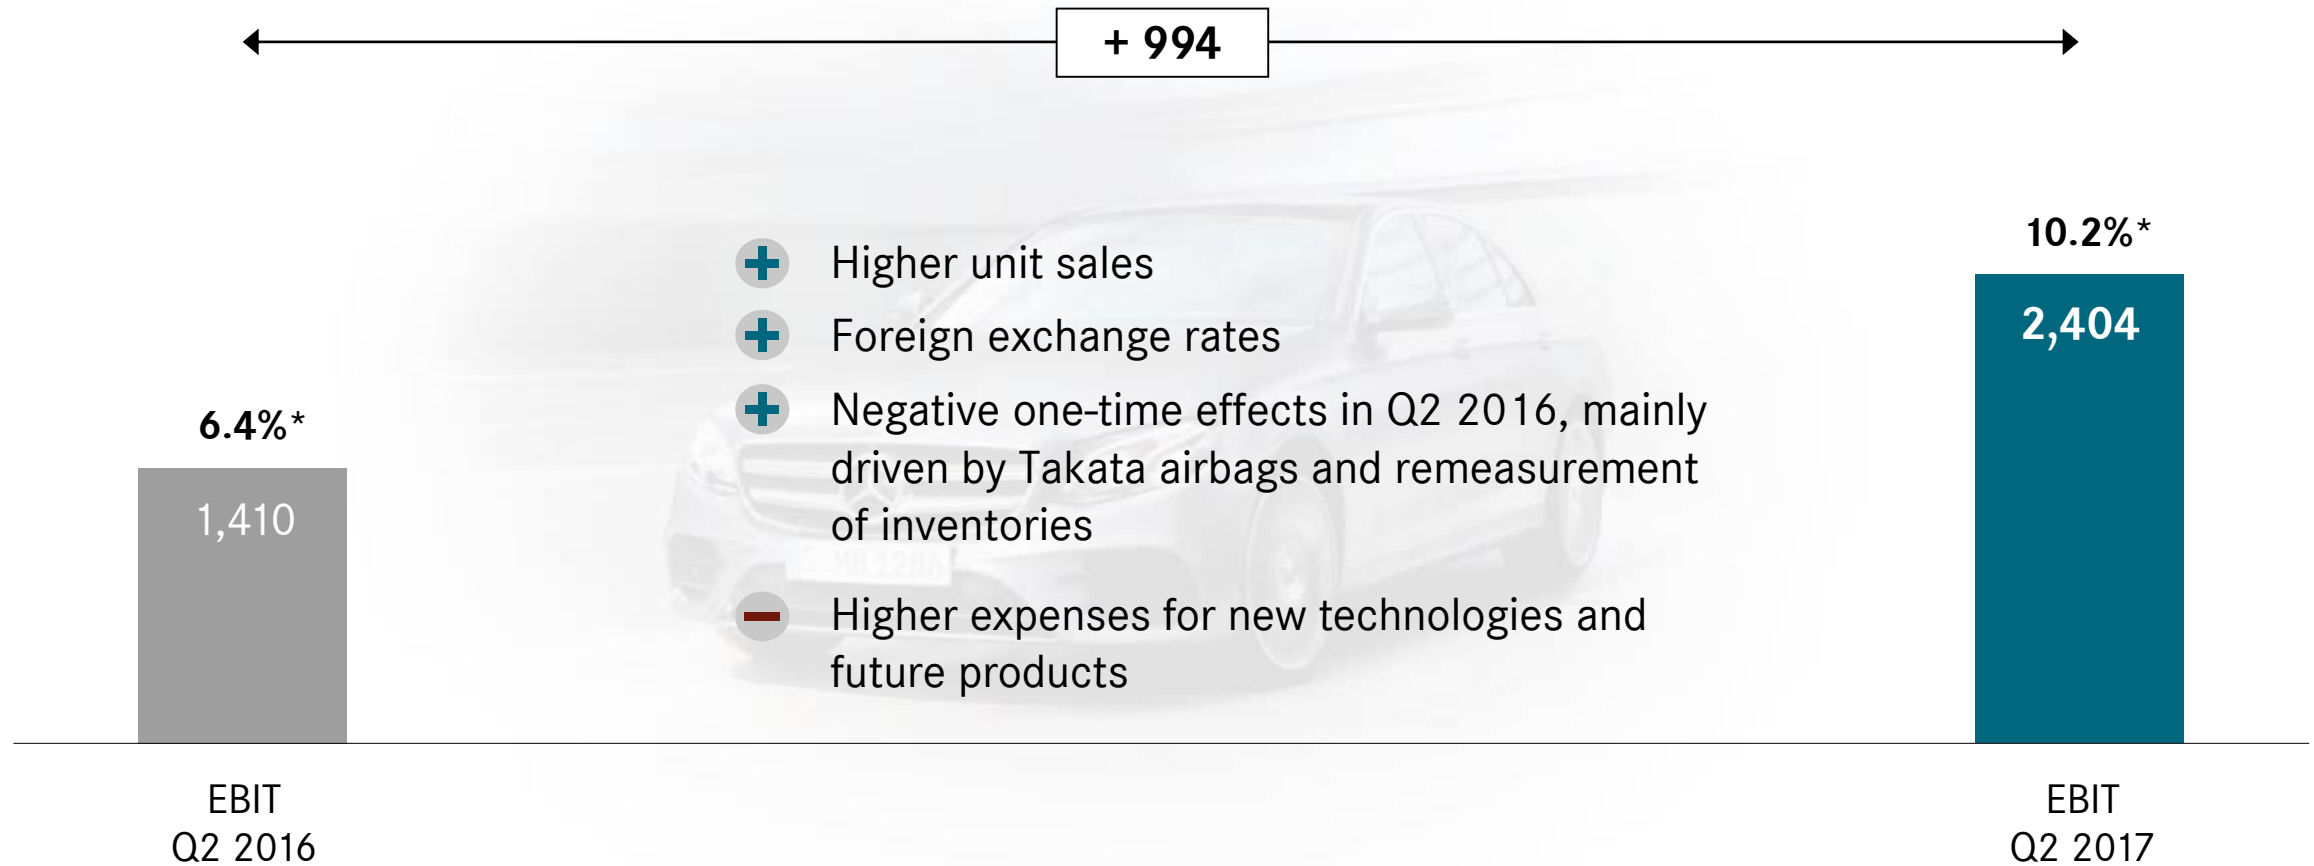 + 994
10.2%*
2,404
6.4%*
1,410
Higher unit sales
Foreign exchange rates
Negative one-time effects in Q2 2016, mainly
driven by Takata airbags and remeasurement
of inventories
Higher expenses for new technologies and
future products
EBIT
Q2 2016
EBIT
Q2 2017